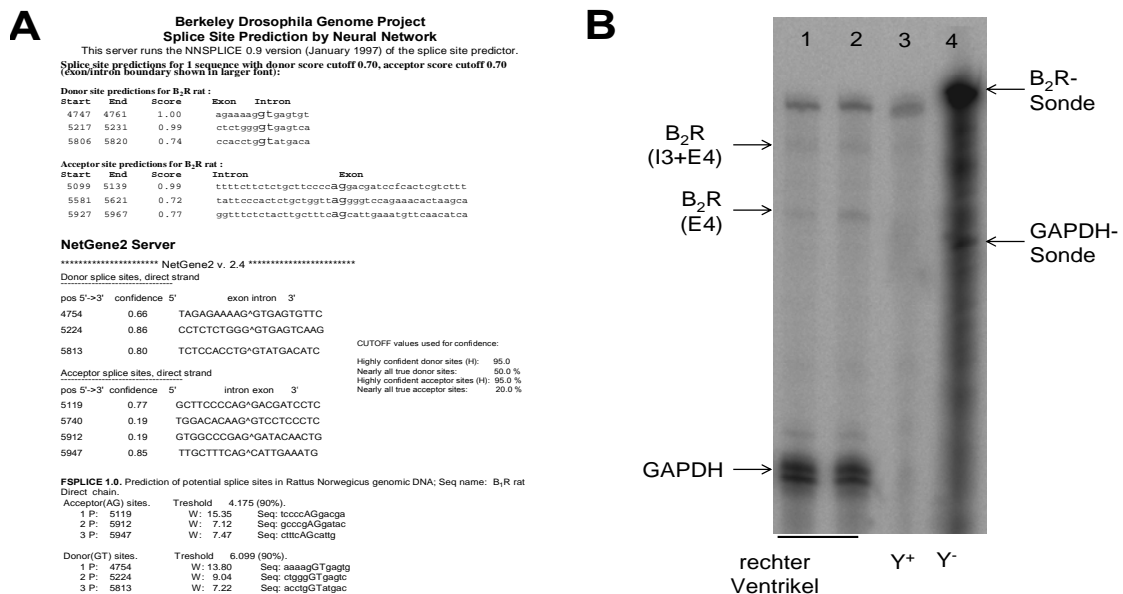 A
Berkeley Drosophila Genome Project
Splice Site Prediction by Neural Network
This server runs the NNSPLICE 0.9 version (January 1997) of the splice site predictor.
Splice site predictions for 1 sequence with donor score cutoff 0.70, acceptor score cutoff 0.70
(exon/intron boundary shown in larger font):
Donor site predictions for B2R rat :
Start End Score Exon Intron
4747 4761 1.00 agaaaaggtgagtgt
5217 5231 0.99 ctctgggtgagtca
5806 5820 0.74 ccacctggtatgaca
Acceptor site predictions for B2R rat :
Start End Score Intron Exon
5099 5139 0.99 ttttcttctctgcttccccaggacgatccfcactcgtcttt
5581 5621 0.72 tattcccactctgctggttaggggtccagaaacactaagca
5927 5967 0.77 ggtttctctacttgctttcagcattgaaatgttcaacatca
NetGene2 Server
********************* NetGene2 v. 2.4 ***********************
Donor splice sites, direct strand
---------------------------------
pos 5'->3' confidence 5' exon intron 3'
4754 0.66 TAGAGAAAAG^GTGAGTGTTC
5224 0.86 CCTCTCTGGG^GTGAGTCAAG
5813 0.80 TCTCCACCTG^GTATGACATC
CUTOFF values used for confidence:
Highly confident donor sites (H): 95.0
Nearly all true donor sites: 50.0 %
Highly confident acceptor sites (H): 95.0 %
Nearly all true acceptor sites: 20.0 %
Acceptor splice sites, direct strand
------------------------------------
pos 5'->3' confidence 5' intron exon 3'
5119 0.77 GCTTCCCCAG^GACGATCCTC
5740 0.19 TGGACACAAG^GTCCTCCCTC
5912 0.19 GTGGCCCGAG^GATACAACTG
5947 0.85 TTGCTTTCAG^CATTGAAATG
FSPLICE 1.0. Prediction of potential splice sites in Rattus Norwegicus genomic DNA; Seq name: B1R rat
Direct chain.
Acceptor(AG) sites. Treshold 4.175 (90%).
1 P: 5119 W: 15.35 Seq: tccccAGgacga
2 P: 5912 W: 7.12 Seq: gcccgAGgatac
3 P: 5947 W: 7.47 Seq: ctttcAGcattg
Donor(GT) sites. Treshold 6.099 (90%).
1 P: 4754 W: 13.80 Seq: aaaagGTgagtg
2 P: 5224 W: 9.04 Seq: ctgggGTgagtc
3 P: 5813 W: 7.22 Seq: acctgGTatgac
B
1 2 3 4
B2R-
Sonde
B2R
(I3+E4)
B2R
(E4)
GAPDH-
Sonde
GAPDH
rechter
Ventrikel
Y+ Y-